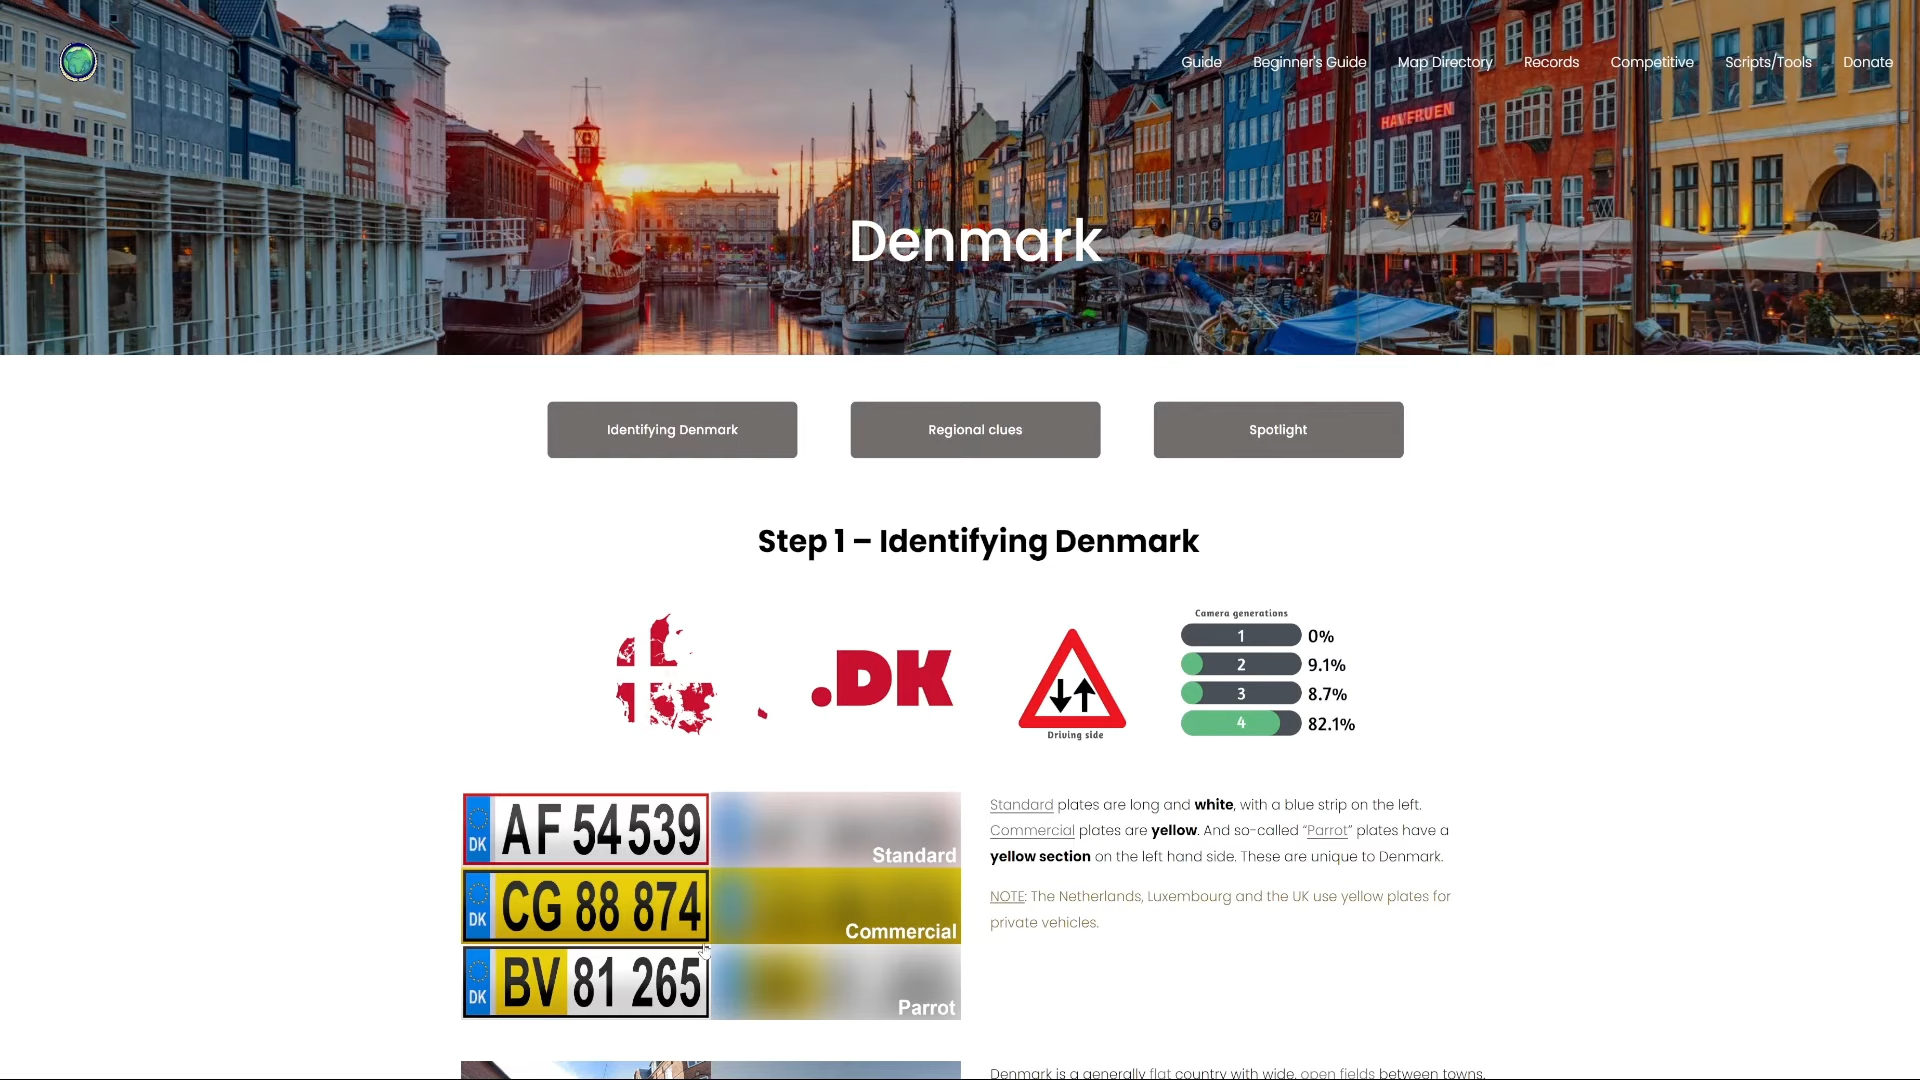 Guide Beginner's Guide Map Directory Records Competitive Scripts/Tools Donate
HAVFRUEN
Denmark
Identifying Denmark Regional clues Spotlight
Step 1 – Identifying Denmark
.DK
Driving side
Camera generations
1 0%
2 9.1%
3 8.7%
4 82.1%
DK AF 54 539 Standard
DK CG 88 874 Commercial
DK BV 81 265 Parrot
Standard plates are long and white, with a blue strip on the left.
Commercial plates are yellow. And so-called “Parrot” plates have a
yellow section on the left hand side. These are unique to Denmark.
NOTE: The Netherlands, Luxembourg and the UK use yellow plates for
private vehicles.
Denmark is a generally flat country with wide, open fields between towns.